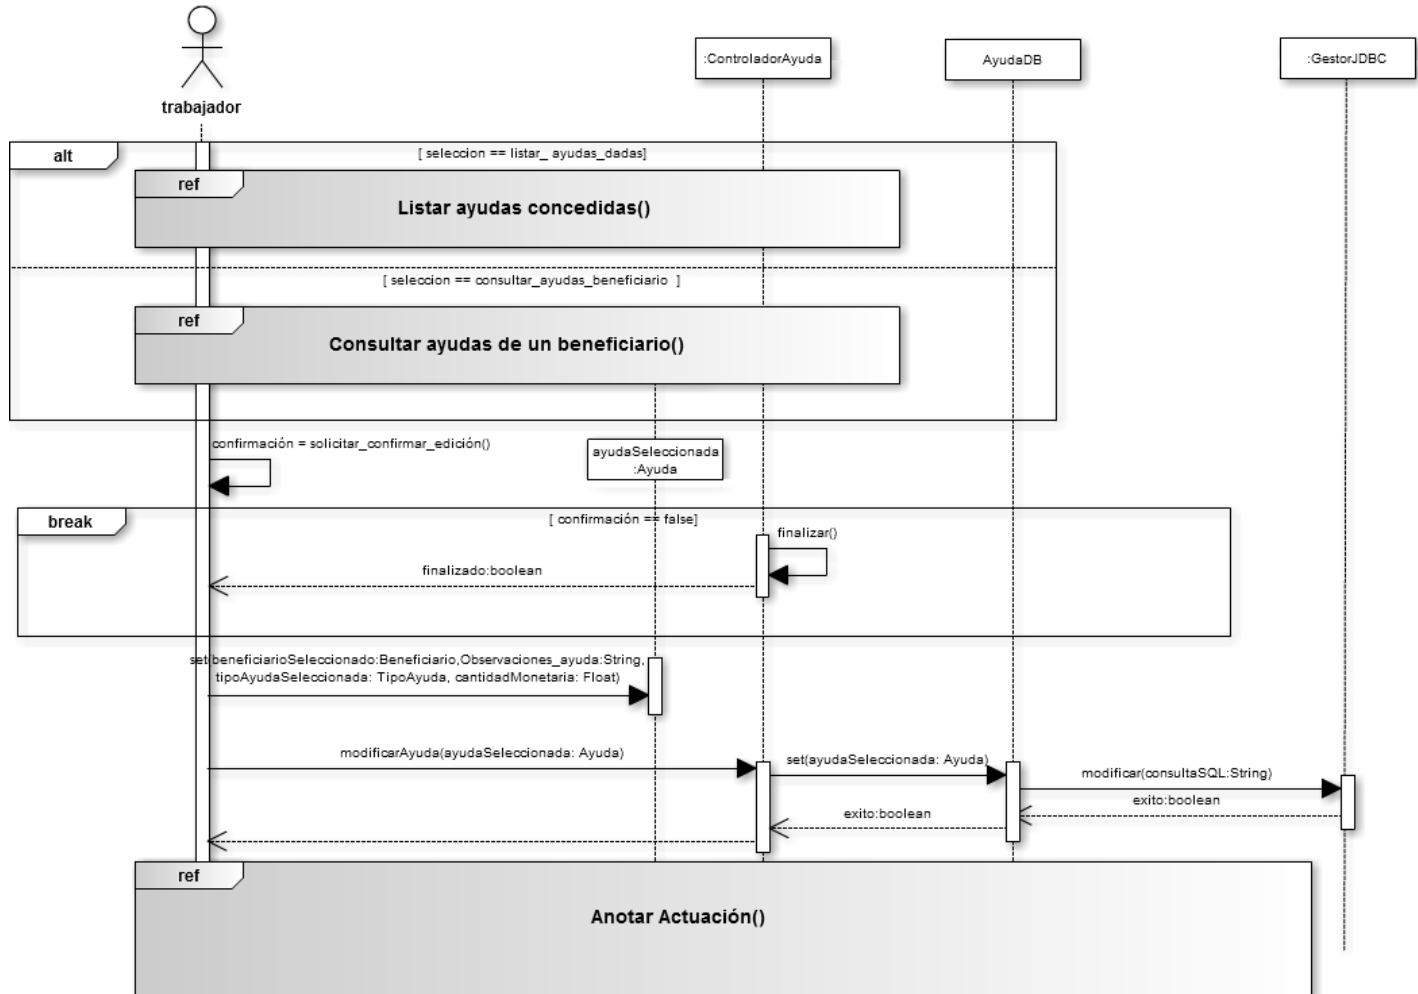 trabajador
:ControladorAyuda
AyudaDB
:GestorJDBC
alt
[ seleccion == listar_ ayudas_dadas]
ref
Listar ayudas concedidas()
[ seleccion == consultar_ayudas_beneficiario ]
ref
Consultar ayudas de un beneficiario()
confirmación = solicitar_confirmar_edición()
ayudaSeleccionada
:Ayuda
break
[ confirmación == false]
finalizar()
finalizado:boolean
set(beneficiarioSeleccionado:Beneficiario,Observaciones_ayuda:String,
tipoAyudaSeleccionada: TipoAyuda, cantidadMonetaria: Float)
modificarAyuda(ayudaSeleccionada: Ayuda)
set(ayudaSeleccionada: Ayuda)
modificar(consultaSQL:String)
exito:boolean
exito:boolean
ref
Anotar Actuación()